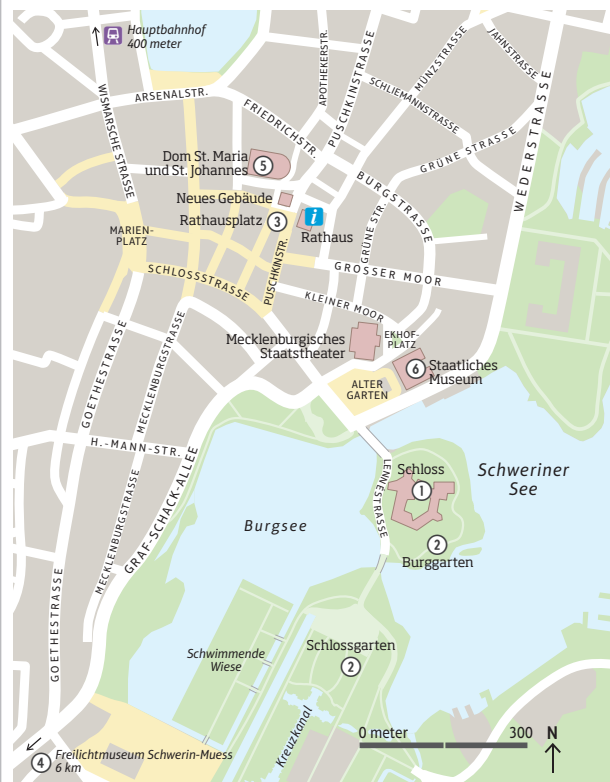 Hauptbahnhof
400 meter
ARSENALSTR.
WISMARSCHE STRASSE
FRIEDRICHSTR.
APOTHEKERSTR.
PUSCHKINSTRASSE
MÜNZSTRASSE
JAHNSTRASSE
SCHLIEMANNSTRASSE
GRÜNE STRASSE
WEDERSTRASSE
BURGSTRASSE
GRÜNE STR.
Dom St. Maria
und St. Johannes
5
Neues Gebäude
Rathausplatz
3
i
Rathaus
MARIEN-
PLATZ
SCHLOSSSTRASSE
PUSCHKINSTR.
GROSSER MOOR
KLEINER MOOR
Mecklenburgisches
Staatstheater
EKHOF-
PLATZ
6
Staatliches
Museum
ALTER
GARTEN
GOETHESTRASSE
MECKLENBURGSTRASSE
H.-MANN-STR.
GRAF-SCHACK-ALLEE
MECKLENBURGSTRASSE
GOETHESTRASSE
LENNESTRASSE
Schloss
1
Schweriner
See
Burgsee
2
Burggarten
Schwimmende
Wiese
Schlossgarten
2
Kreuzkanal
0 meter
300
N
4
Freilichtmuseum Schwerin-Muess
6 km